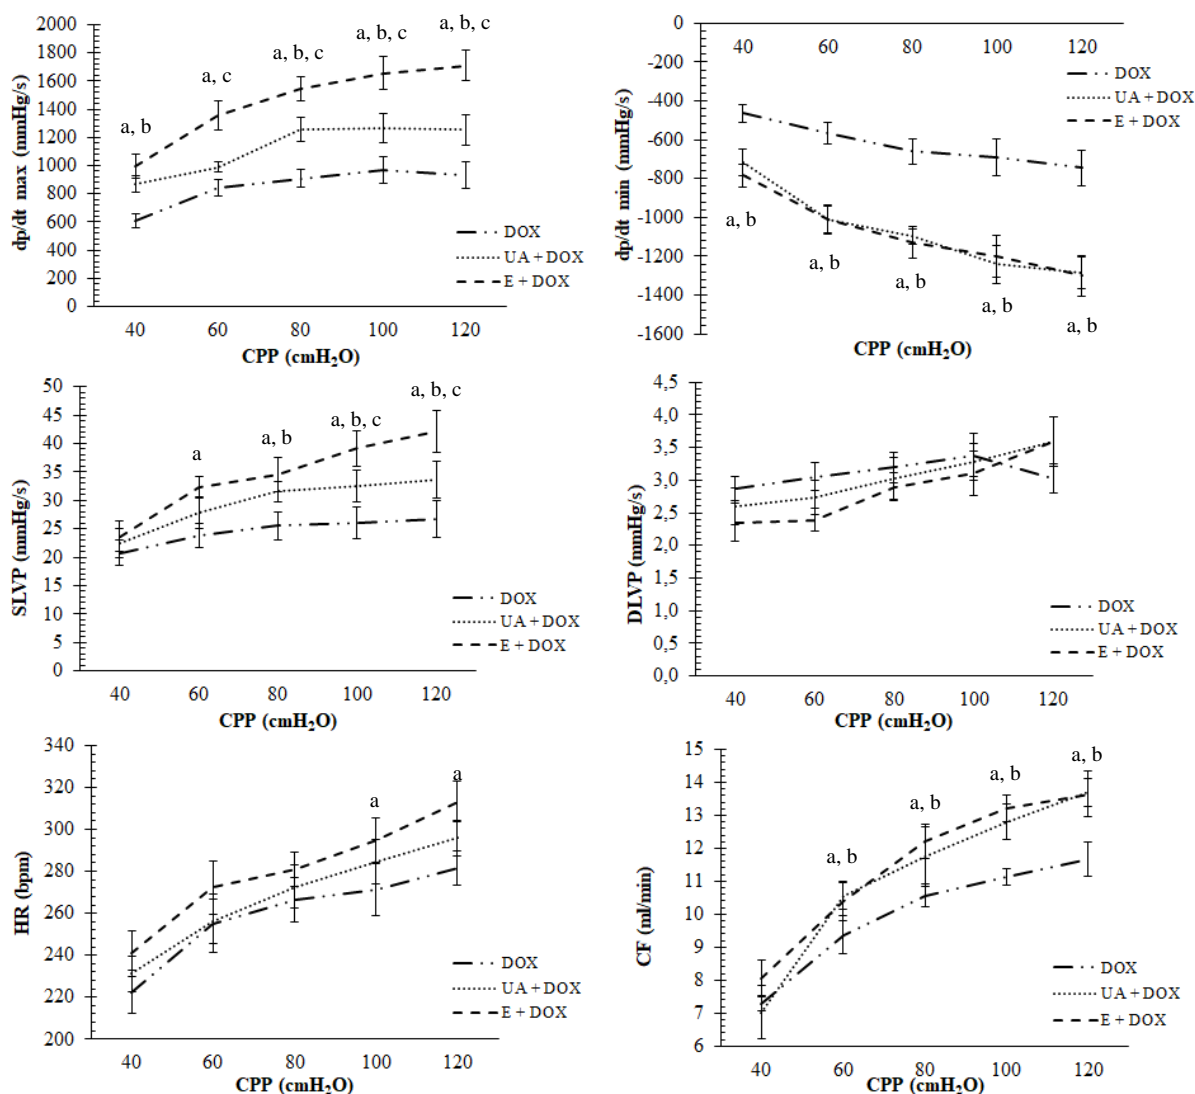 dp/dt max (mmHg/s)
2000
1800
1600
1400
1200
1000
800
600
400
200
0
a, b
a, c
a, b, c
a, b, c
a, b, c
DOX
UA + DOX
E + DOX
40 60 80 100 120
CPP (cmH₂O)
dp/dt min (mmHg/s)
0
-200
-400
-600
-800
-1000
-1200
-1400
-1600
40 60 80 100 120
DOX
UA + DOX
E + DOX
a, b
a, b
a, b
a, b
a, b
CPP (cmH₂O)
SLVP (mmHg/s)
50
45
40
35
30
25
20
15
10
5
0
a
a, b
a, b, c
a, b, c
DOX
UA + DOX
E + DOX
40 60 80 100 120
CPP (cmH₂O)
DLVP (mmHg/s)
4,5
4,0
3,5
3,0
2,5
2,0
1,5
1,0
0,5
0,0
DOX
UA + DOX
E + DOX
40 60 80 100 120
CPP (cmH₂O)
HR (bpm)
340
320
300
280
260
240
220
200
a
a
DOX
UA + DOX
E + DOX
40 60 80 100 120
CPP (cmH₂O)
CF (ml/min)
15
14
13
12
11
10
9
8
7
6
a, b
a, b
a, b
a, b
DOX
UA + DOX
E + DOX
40 60 80 100 120
CPP (cmH₂O)